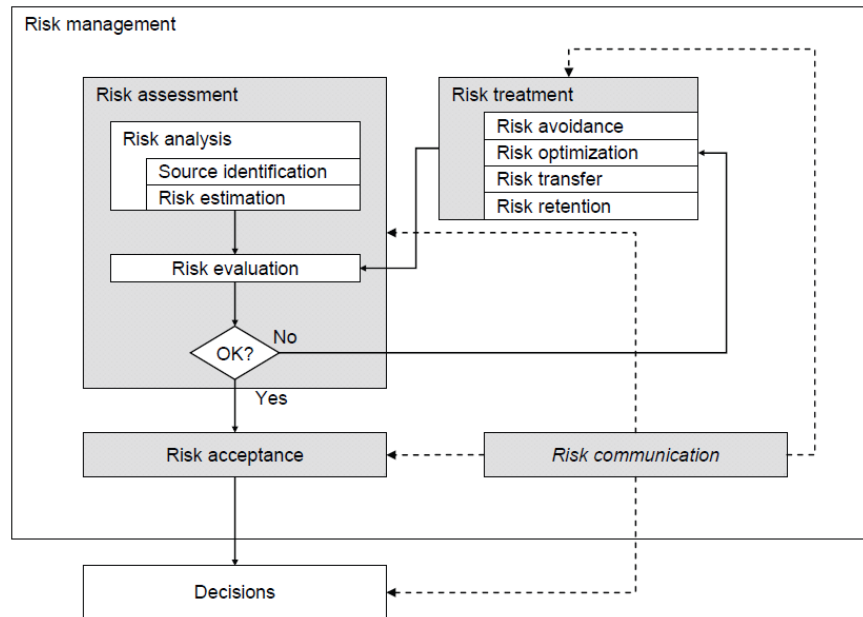 Risk management
Risk assessment
Risk analysis
Source identification
Risk estimation
Risk evaluation
OK?
No
Yes
Risk treatment
Risk avoidance
Risk optimization
Risk transfer
Risk retention
Risk acceptance
Risk communication
Decisions